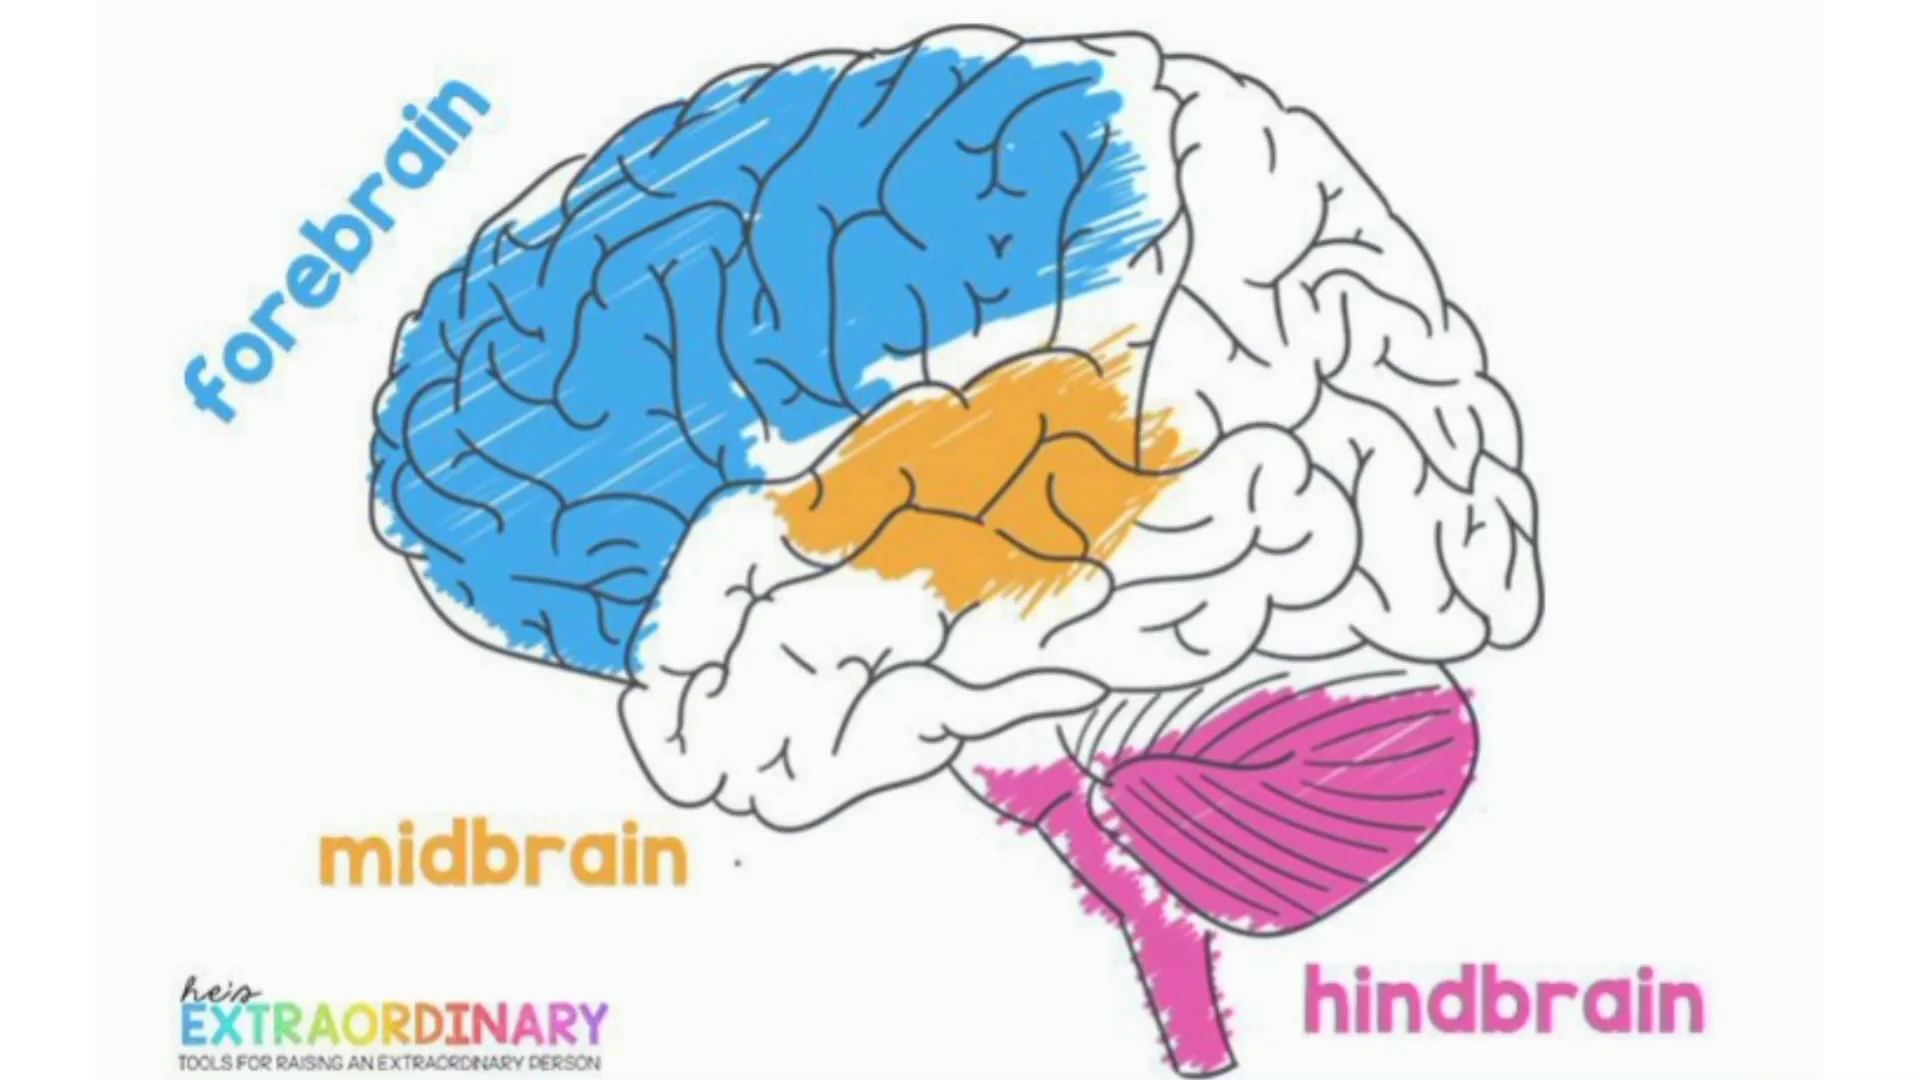 forebrain
midbrain
hindbrain
he's
EXTRAORDINARY
TOOLS FOR RAISING AN EXTRAORDINARY PERSON